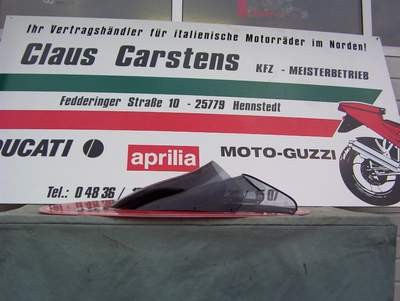 Ihr Vertragshändler für italienische Motorräder im Norden!
Claus Carstens
KFZ - MEISTERBETRIEB
Fedderinger Straße 10 - 25779 Hennstedt
DUCATI aprilia MOTO-GUZZI
Tel.: 0 48 36 /